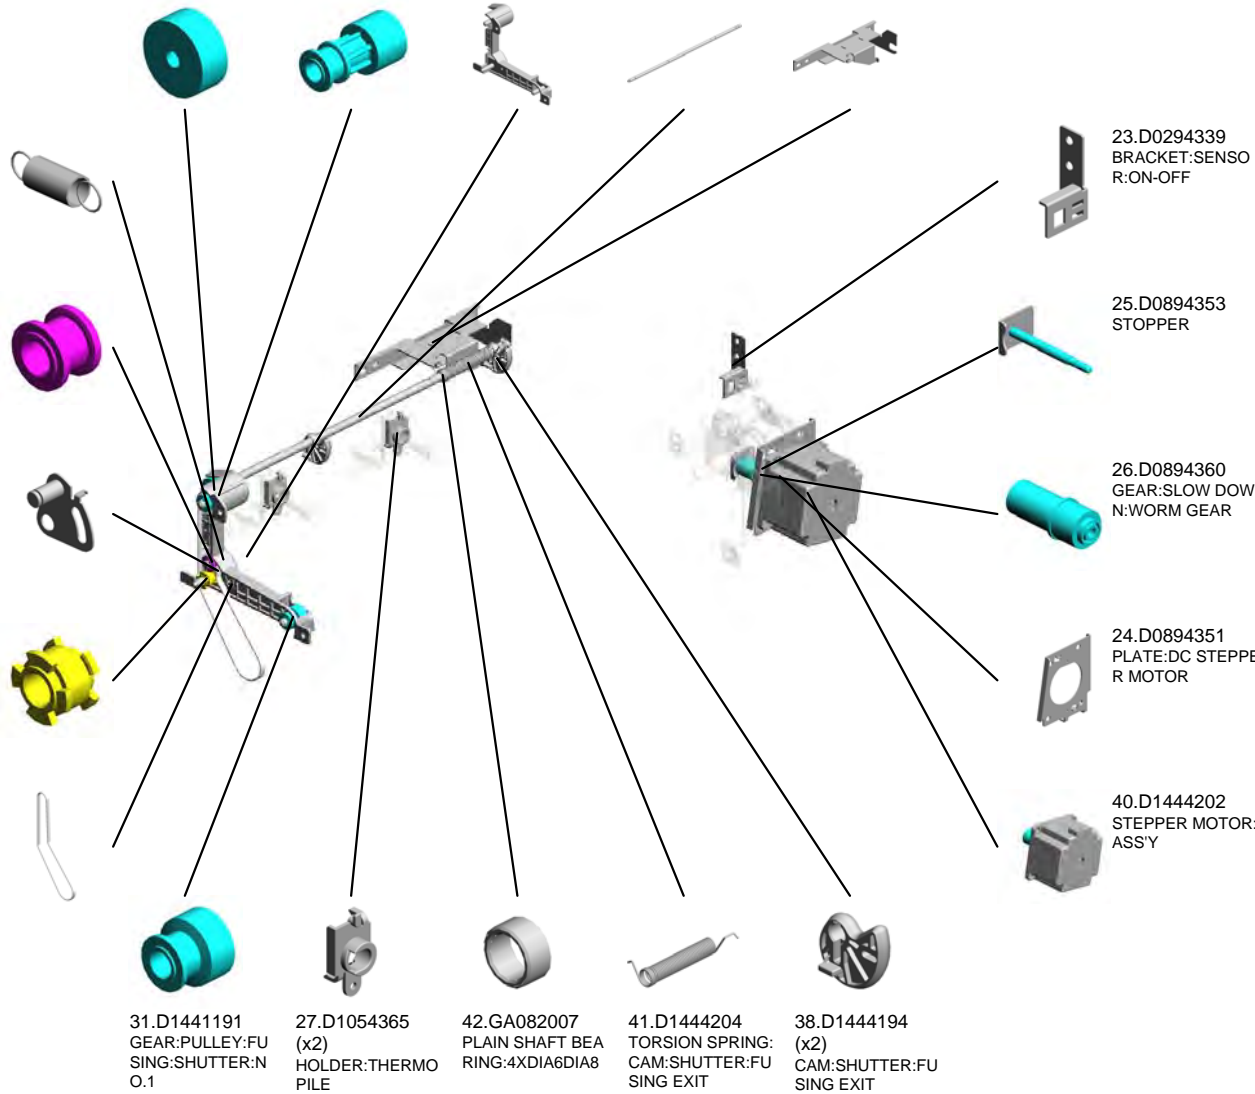 23.D0294339
BRACKET:SENSO
R:ON-OFF
25.D0894353
STOPPER
26.D0894360
GEAR:SLOW DOW
N:WORM GEAR
24.D0894351
PLATE:DC STEPPE
R MOTOR
40.D1444202
STEPPER MOTOR:
ASS'Y
31.D1441191
GEAR:PULLEY:FU
SING:SHUTTER:N
O.1
27.D1054365
(x2)
HOLDER:THERMO
PILE
42.GA082007
PLAIN SHAFT BEA
RING:4XDIA6DIA8
41.D1444204
TORSION SPRING:
CAM:SHUTTER:FU
SING EXIT
38.D1444194
(x2)
CAM:SHUTTER:FU
SING EXIT